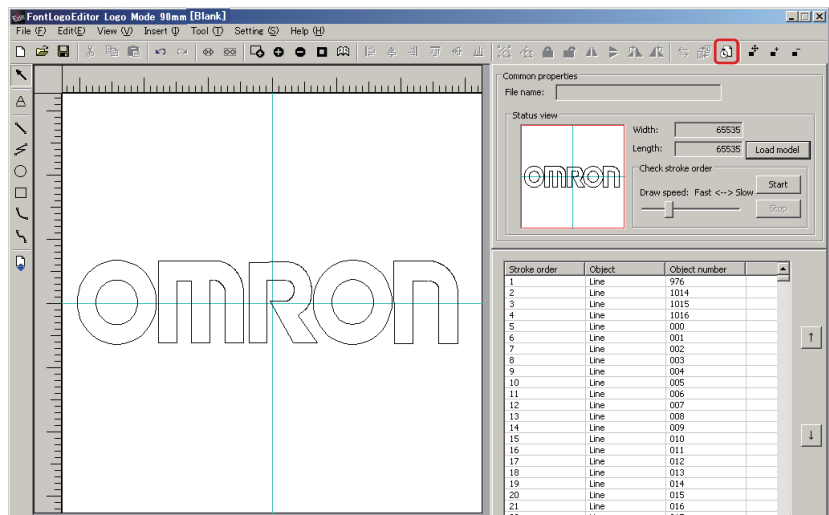 FontLogoEditor Logo Mode 90mm [Blank]
File (F) Edit(E) View (V) Insert (I) Tool (T) Setting (S) Help (H)
Common properties
File name:
Status view
Width: 65535
Length: 65535 Load model
OMRON
Check stroke order
Draw speed: Fast <--> Slow Start
Stop
OMRON
Stroke order Object Object number
1 Line 976
2 Line 1014
3 Line 1015
4 Line 1016
5 Line 000
6 Line 001
7 Line 002
8 Line 003
9 Line 004
10 Line 005
11 Line 006
12 Line 007
13 Line 008
14 Line 009
15 Line 010
16 Line 011
17 Line 012
18 Line 013
19 Line 014
20 Line 015
21 Line 016